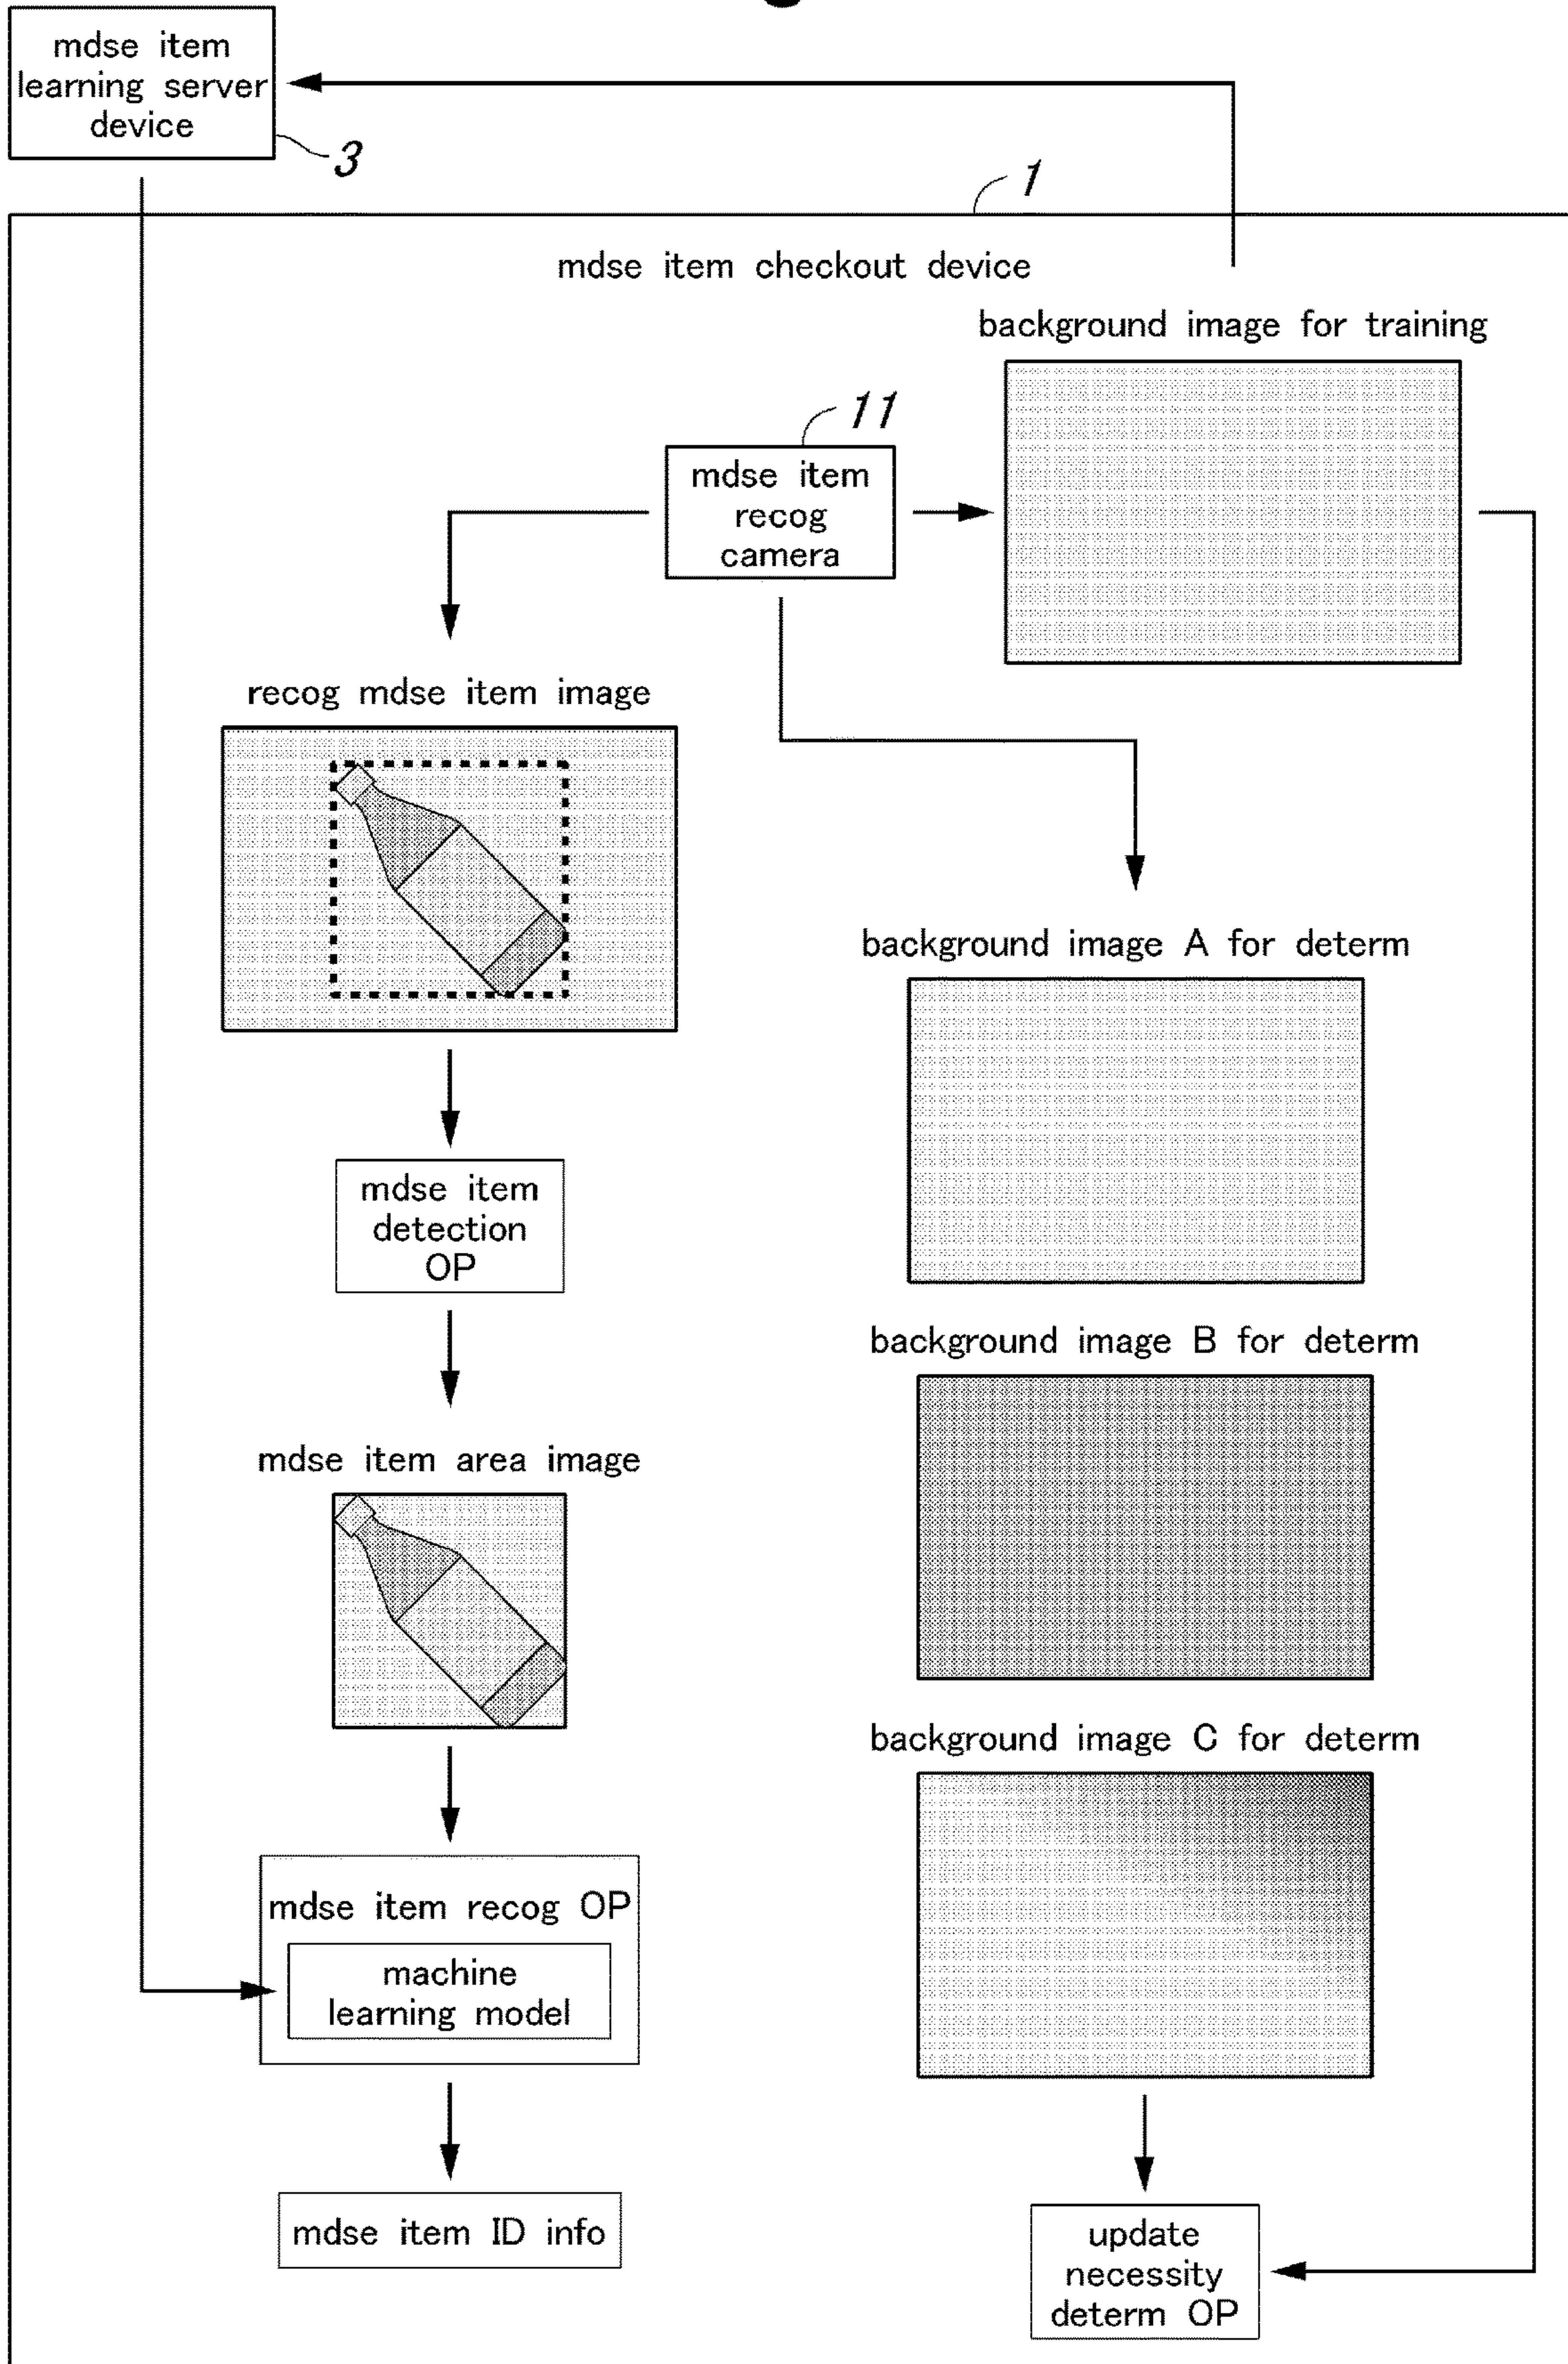 mdse item
learning server
device
3
1
mdse item checkout device
background image for training
11
mdse item
recog
camera
recog mdse item image
background image A for determ
mdse item
detection
OP
background image B for determ
mdse item area image
background image C for determ
mdse item recog OP
machine
learning model
mdse item ID info
update
necessity
determ OP